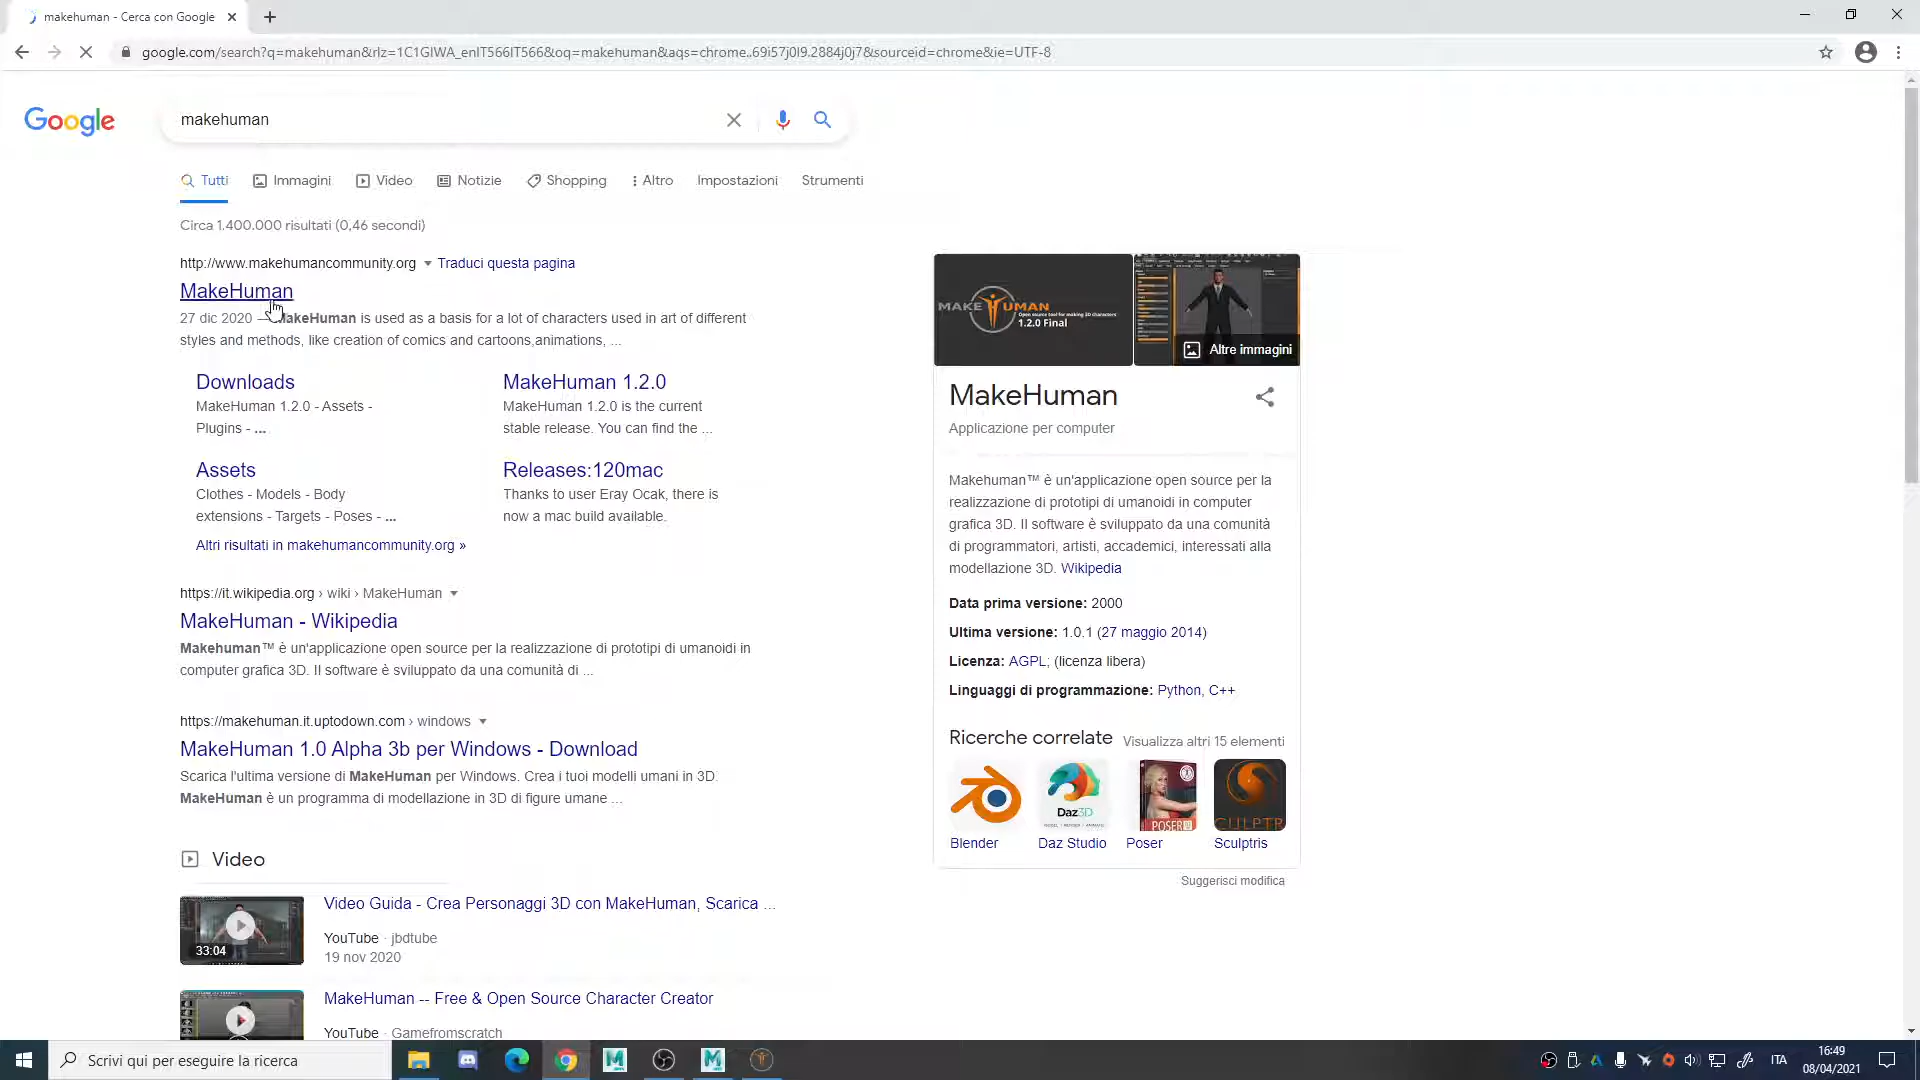 makehuman - Cerca con Google
google.com/search?q=makehuman&rlz=1C1GIWA_enIT566IT566&oq=makehuman&aqs=chrome..69i57j0l9.2884j0j7&sourceid=chrome&ie=UTF-8
Google
makehuman
Tutti
Immagini
Video
Notizie
Shopping
Altro
Impostazioni
Strumenti
Circa 1.400.000 risultati (0,46 secondi)
http://www.makehumancommunity.org
Traduci questa pagina
MakeHuman
27 dic 2020 — MakeHuman is used as a basis for a lot of characters used in art of different
styles and methods, like creation of comics and cartoons,animations, ...
Downloads
MakeHuman 1.2.0 - Assets -
Plugins - ...
MakeHuman 1.2.0
MakeHuman 1.2.0 is the current
stable release. You can find the ...
Assets
Clothes - Models - Body
extensions - Targets - Poses - ...
Releases:120mac
Thanks to user Eray Ocak, there is
now a mac build available.
Altri risultati in makehumancommunity.org »
https://it.wikipedia.org › wiki › MakeHuman
MakeHuman - Wikipedia
Makehuman™ è un'applicazione open source per la realizzazione di prototipi di umanoidi in
computer grafica 3D. Il software è sviluppato da una comunità di ...
https://makehuman.it.uptodown.com › windows
MakeHuman 1.0 Alpha 3b per Windows - Download
Scarica l'ultima versione di MakeHuman per Windows. Crea i tuoi modelli umani in 3D.
MakeHuman è un programma di modellazione in 3D di figure umane ...
Video
33:04
Video Guida - Crea Personaggi 3D con MakeHuman, Scarica ...
YouTube · jbdtube
19 nov 2020
MakeHuman -- Free & Open Source Character Creator
YouTube · Gamefromscratch
MAKE HUMAN
Open source tool for making 3D characters
1.2.0 Final
Altre immagini
MakeHuman
Applicazione per computer
Makehuman™ è un'applicazione open source per la
realizzazione di prototipi di umanoidi in computer
grafica 3D. Il software è sviluppato da una comunità
di programmatori, artisti, accademici, interessati alla
modellazione 3D. Wikipedia
Data prima versione: 2000
Ultima versione: 1.0.1 (27 maggio 2014)
Licenza: AGPL; (licenza libera)
Linguaggi di programmazione: Python, C++
Ricerche correlate
Visualizza altri 15 elementi
Daz3D
POSER
SCULPTR
Blender
Daz Studio
Poser
Sculptris
Suggerisci modifica
Scrivi qui per eseguire la ricerca
ITA
16:49
08/04/2021